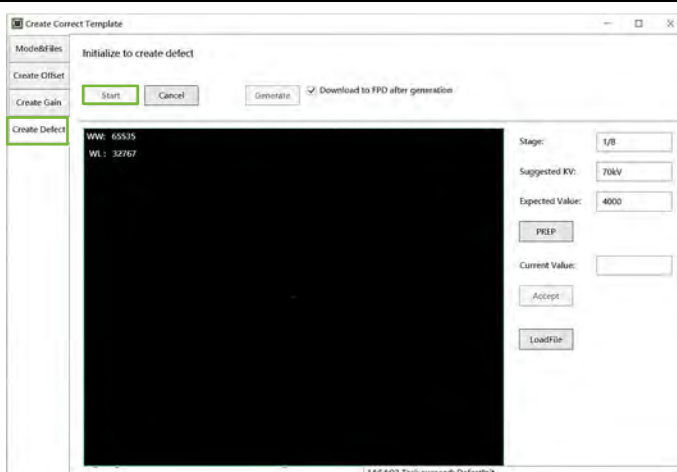 Create Correct Template
Mode&Files
Create Offset
Create Gain
Create Defect
Initialize to create defect
Start
Cancel
Generate
Download to FPD after generation
WW: 65535
WL: 32767
Stage: 1/8
Suggested KV: 70kV
Expected Value: 4000
PREP
Current Value:
Accept
LoadFile